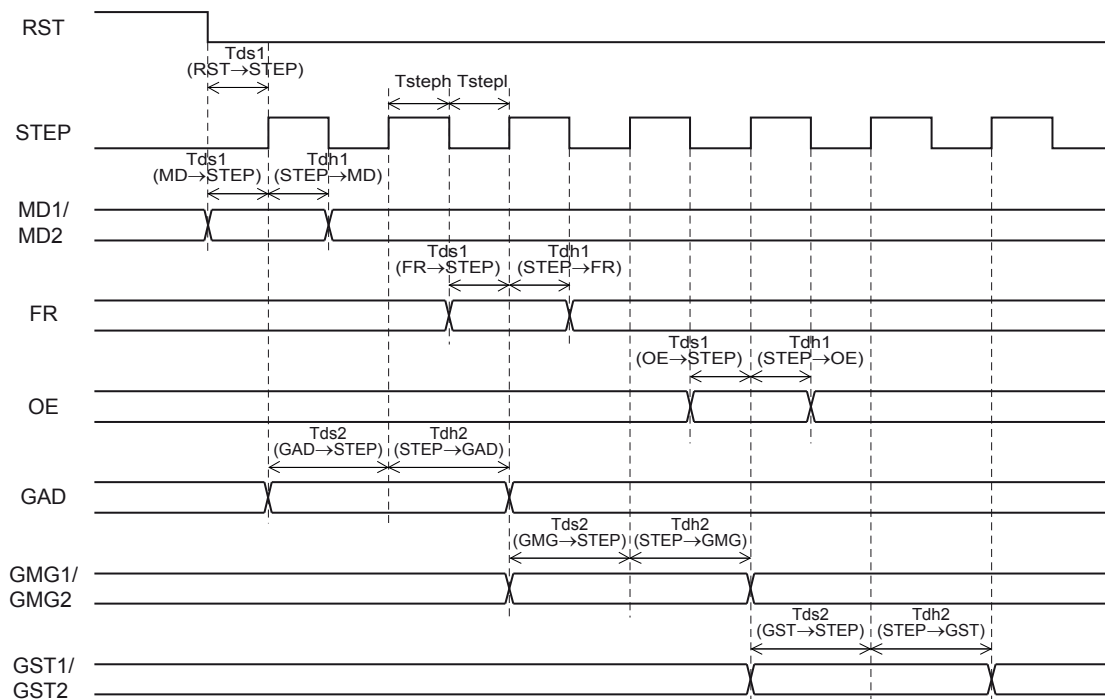 RST
Tds1
(RST→STEP)
Tsteph
Tstepl
STEP
Tds1
(MD→STEP)
Tdh1
(STEP→MD)
MD1/
MD2
Tds1
(FR→STEP)
Tdh1
(STEP→FR)
FR
Tds1
(OE→STEP)
Tdh1
(STEP→OE)
OE
Tds2
(GAD→STEP)
Tdh2
(STEP→GAD)
GAD
Tds2
(GMG→STEP)
Tdh2
(STEP→GMG)
GMG1/
GMG2
Tds2
(GST→STEP)
Tdh2
(STEP→GST)
GST1/
GST2